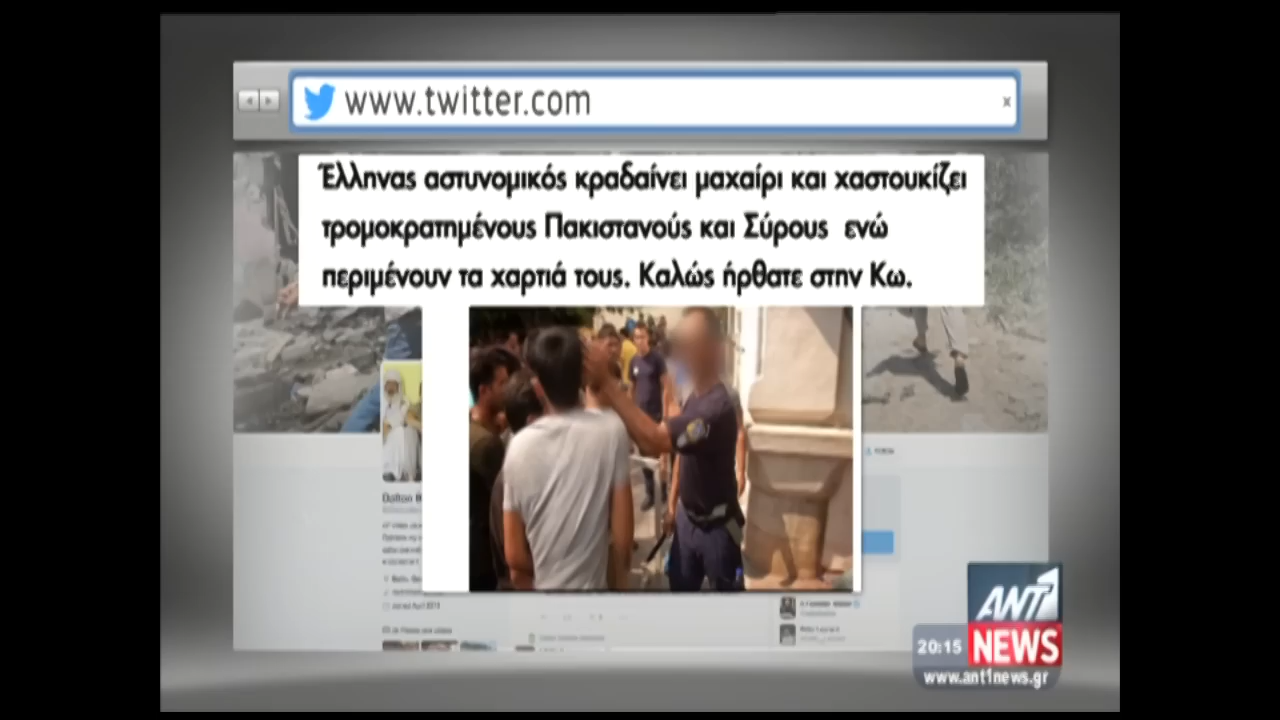 www.twitter.com
x
Έλληνας αστυνομικός κραδαίνει μαχαίρι και χαστουκίζει
τρομοκρατημένους Πακιστανούς και Σύρους ενώ
περιμένουν τα χαρτιά τους. Καλώς ήρθατε στην Κω.
ANT1
20:15 NEWS
www.ant1news.gr